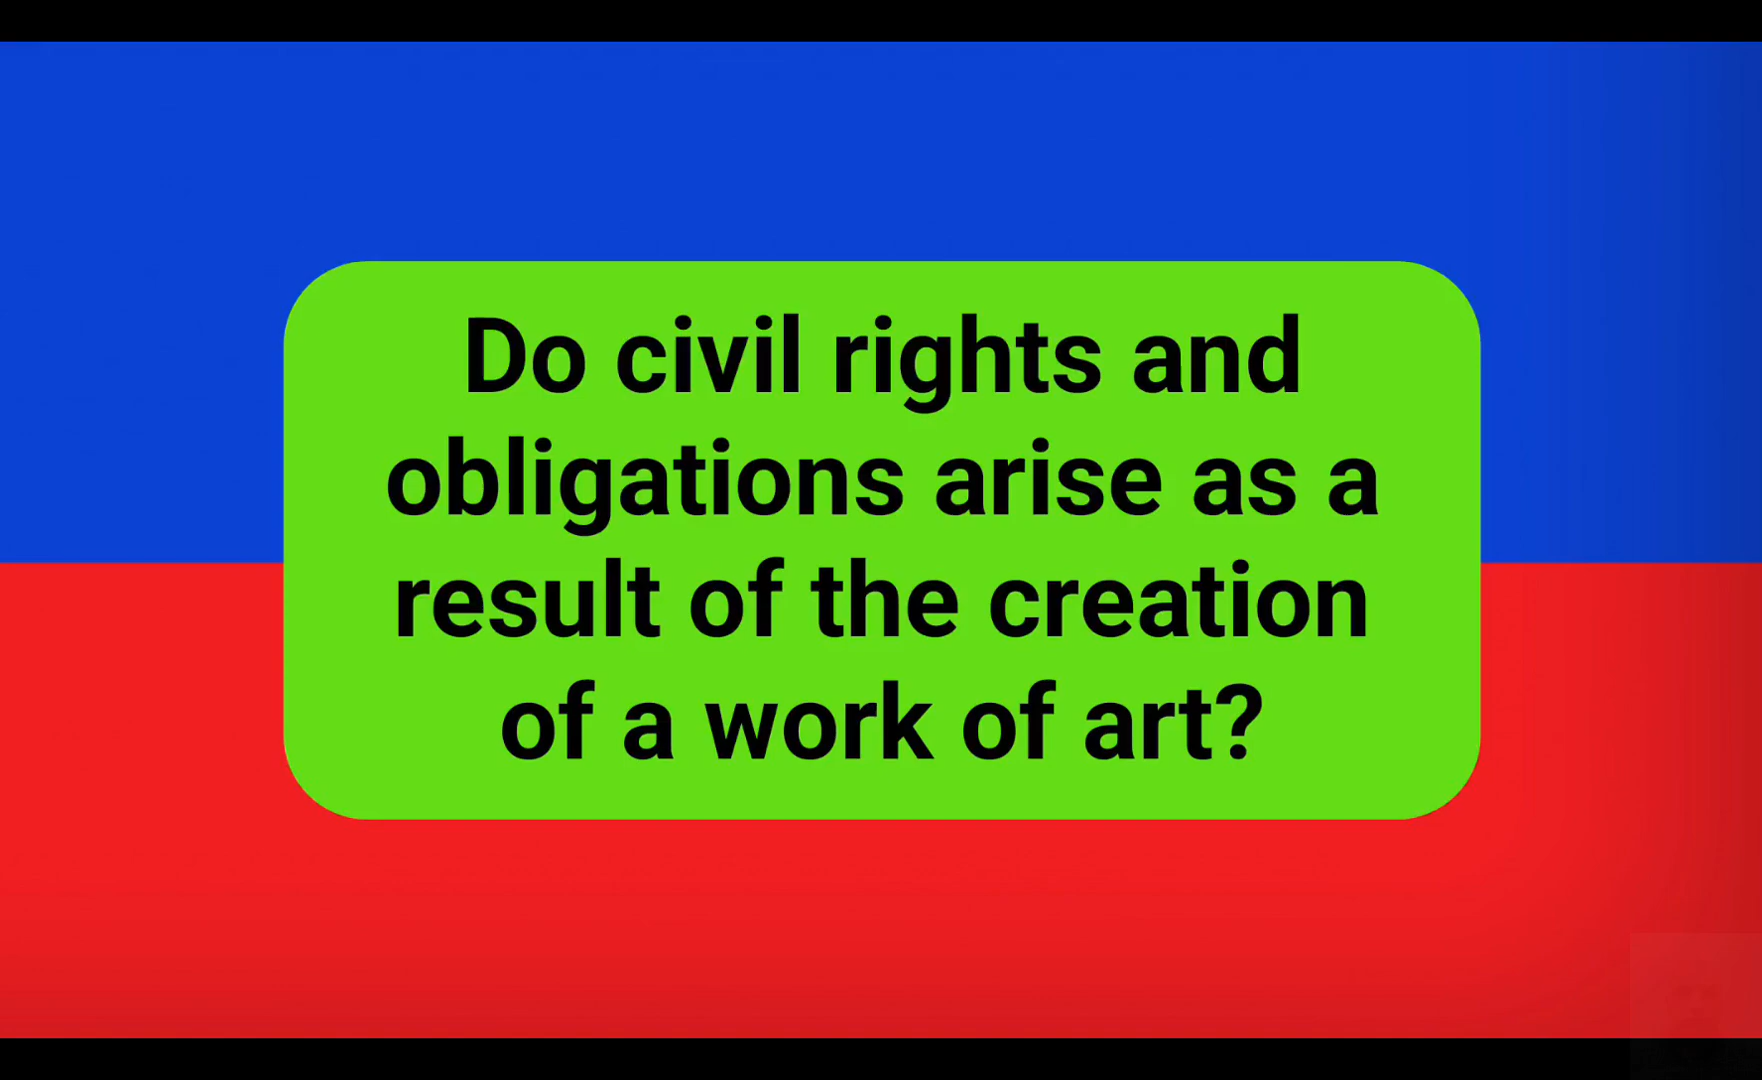 Do civil rights and
obligations arise as a
result of the creation
of a work of art?